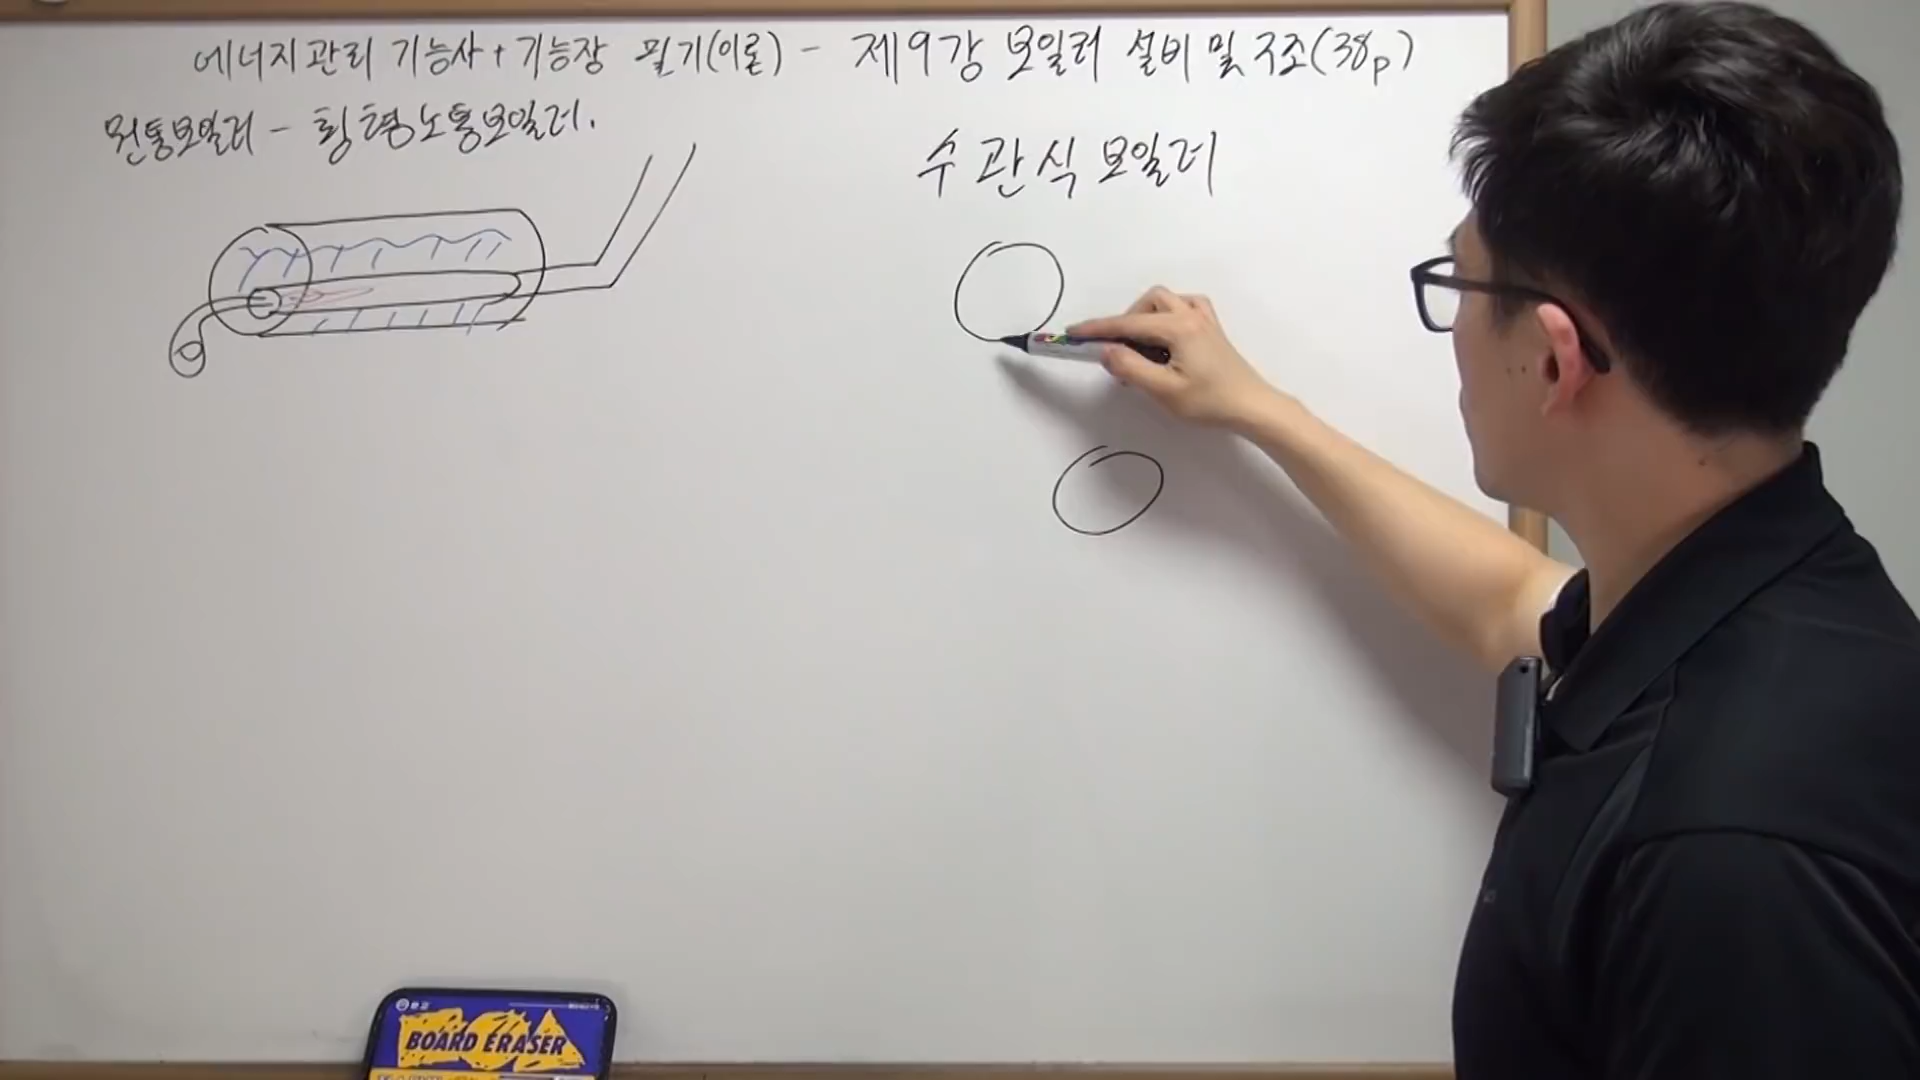 에너지관리 기능사+기능장 필기(이론) - 제9강 보일러 설비 및 구조(38p)
원통보일러 - 횡형노통보일러.
수관식 보일러
BOARD ERASER